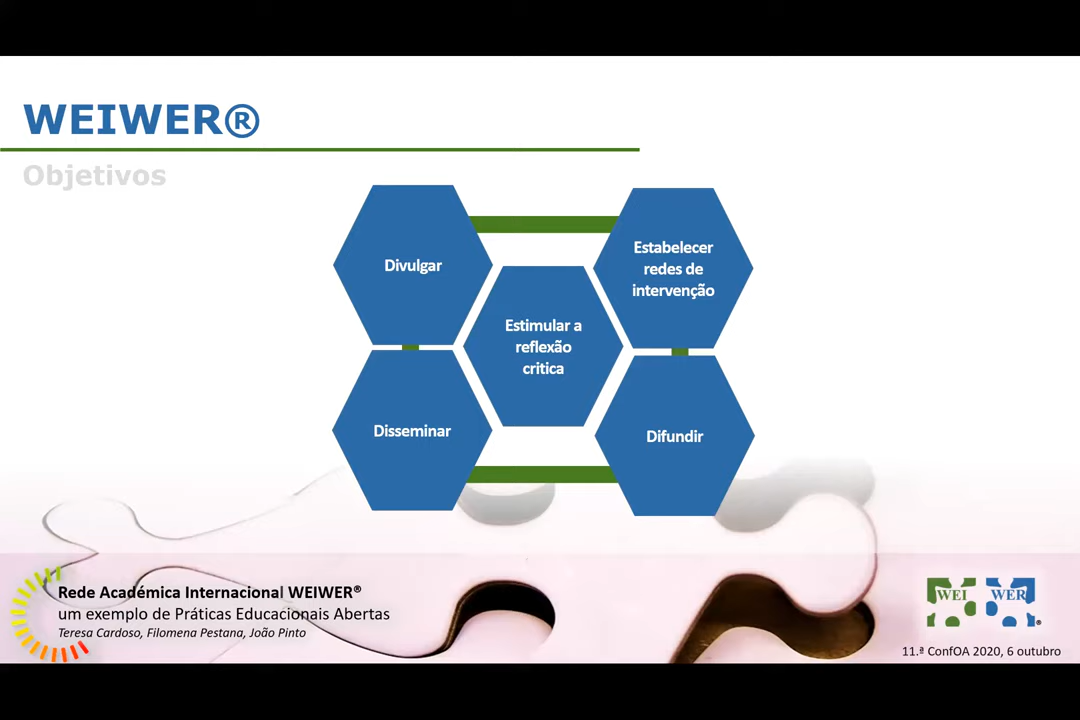 WEIWER®
Objetivos
Divulgar
Estabelecer
redes de
intervenção
Estimular a
reflexão
critica
Disseminar
Difundir
Rede Académica Internacional WEIWER®
um exemplo de Práticas Educacionais Abertas
Teresa Cardoso, Filomena Pestana, João Pinto
WEI WER®
11.ª ConfOA 2020, 6 outubro